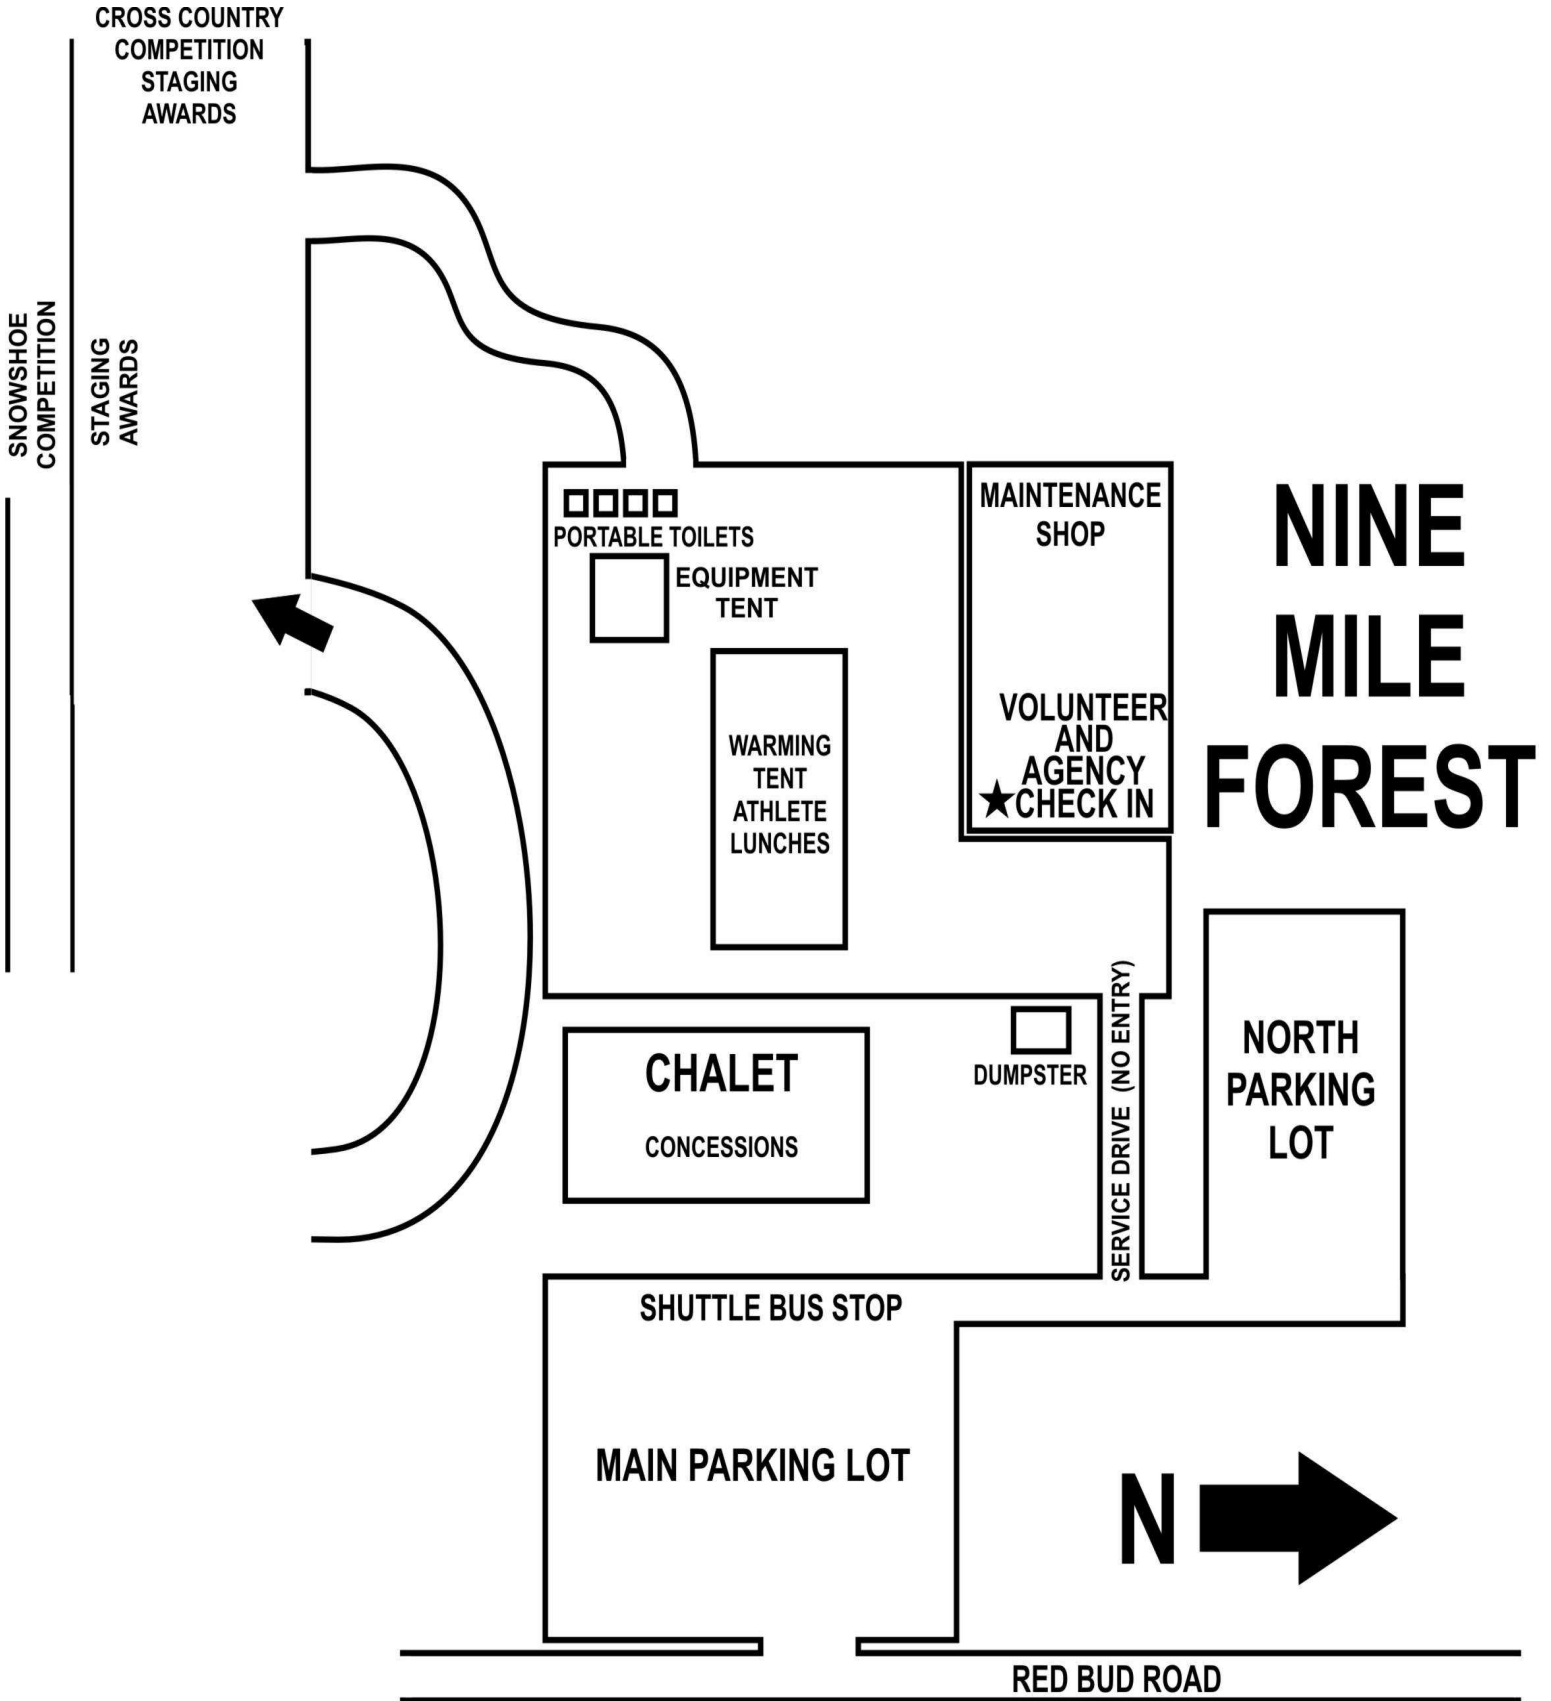 CROSS COUNTRY
COMPETITION
STAGING
AWARDS
SNOWSHOE
COMPETITION
STAGING
AWARDS
PORTABLE TOILETS
EQUIPMENT
TENT
WARMING
TENT
ATHLETE
LUNCHES
MAINTENANCE
SHOP
VOLUNTEER
AND
AGENCY
CHECK IN
NINE
MILE
FOREST
CHALET
CONCESSIONS
DUMPSTER
SERVICE DRIVE (NO ENTRY)
NORTH
PARKING
LOT
SHUTTLE BUS STOP
MAIN PARKING LOT
N
RED BUD ROAD